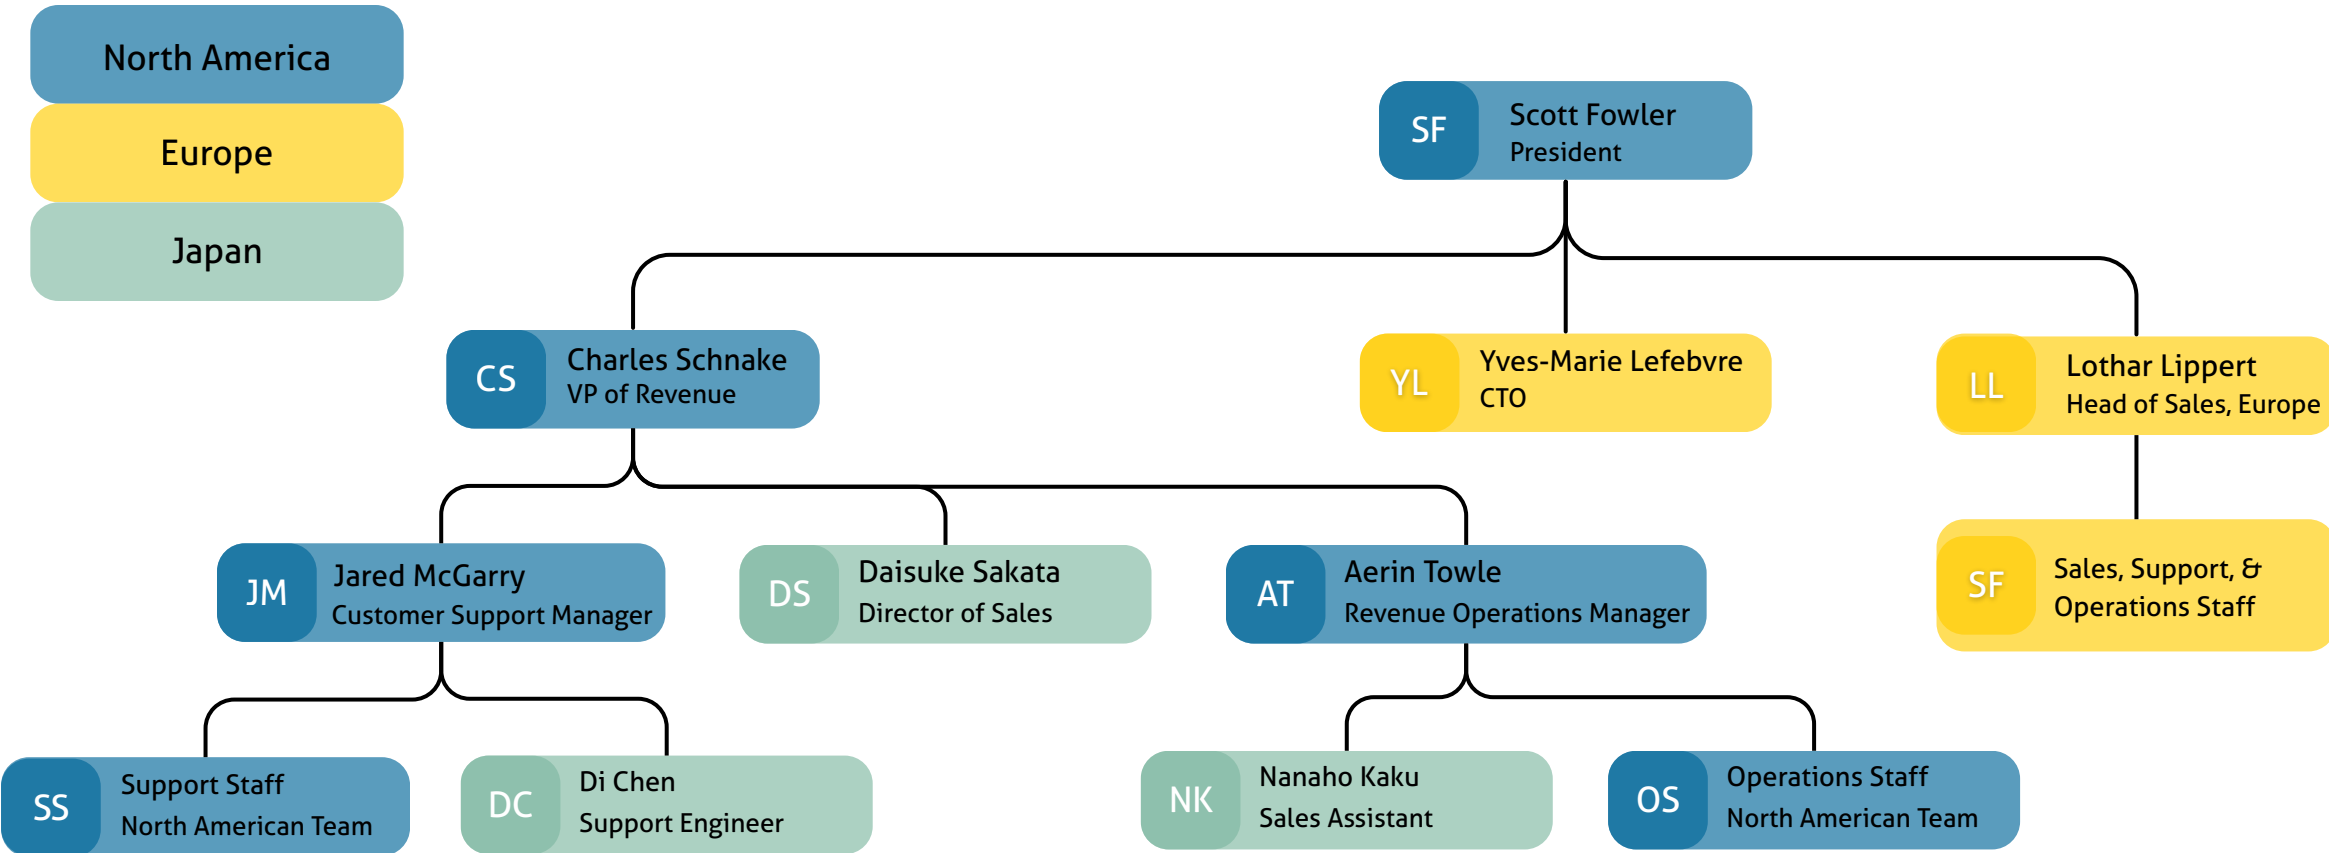 North America
Europe
Japan
SF
Scott Fowler
President
CS
Charles Schnake
VP of Revenue
YL
Yves-Marie Lefebvre
CTO
LL
Lothar Lippert
Head of Sales, Europe
JM
Jared McGarry
Customer Support Manager
DS
Daisuke Sakata
Director of Sales
AT
Aerin Towle
Revenue Operations Manager
SF
Sales, Support, &
Operations Staff
SS
Support Staff
North American Team
DC
Di Chen
Support Engineer
NK
Nanaho Kaku
Sales Assistant
OS
Operations Staff
North American Team